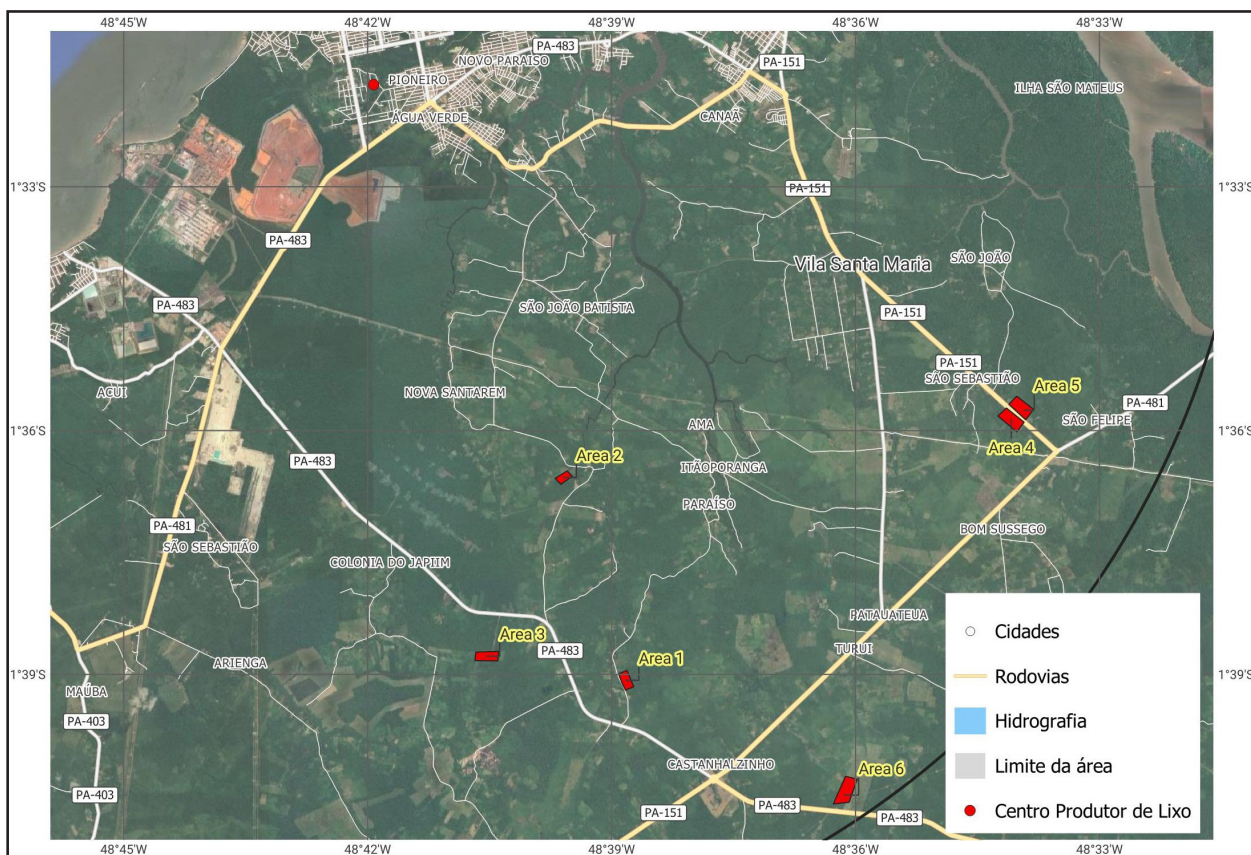 48°45'W
48°42'W
48°39'W
48°36'W
48°33'W
PA-483
NOVO PARAÍSO
PA-151
PIONEIRO
ILHA SÃO MATEUS
ÁGUA VERDE
CANAÃ
1°33'S
PA-151
1°33'S
PA-483
Vila Santa Maria
SÃO JOÃO
PA-483
SÃO JOÃO BATISTA
PA-151
PA-151
SÃO SEBASTIÃO
Area 5
ACUI
NOVA SANTAREM
PA-481
SÃO FELIPE
AMA
1°36'S
1°36'S
Area 4
Area 2
PA-483
ITÃOPORANGA
PARAÍSO
PA-481
BOM SUSSEGO
SÃO SEBASTIÃO
COLONIA DO JAPIIM
PATAUATEUA
Cidades
Area 3
PA-483
TURUI
Area 1
ARIENGA
1°39'S
1°39'S
Rodovias
MAÚBA
PA-403
Hidrografia
CASTANHALZINHO
Area 6
Limite da área
PA-403
PA-151
PA-483
PA-483
Centro Produtor de Lixo
48°45'W
48°42'W
48°39'W
48°36'W
48°33'W